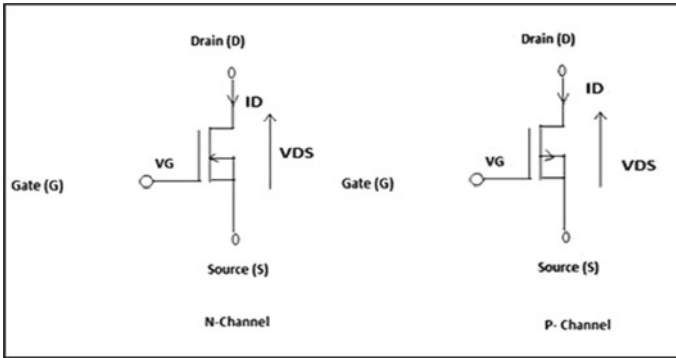 Drain (D)
ID
VDS
VG
Gate (G)
Source (S)
N-Channel
Drain (D)
ID
VG
VDS
Gate (G)
Source (S)
P- Channel